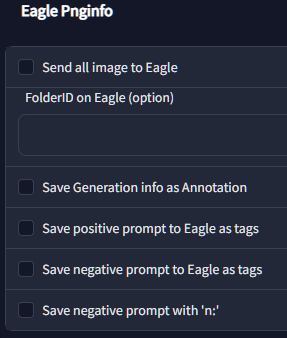 Eagle Pnginfo
Send all image to Eagle
FolderID on Eagle (option)
Save Generation info as Annotation
Save positive prompt to Eagle as tags
Save negative prompt to Eagle as tags
Save negative prompt with 'n:'